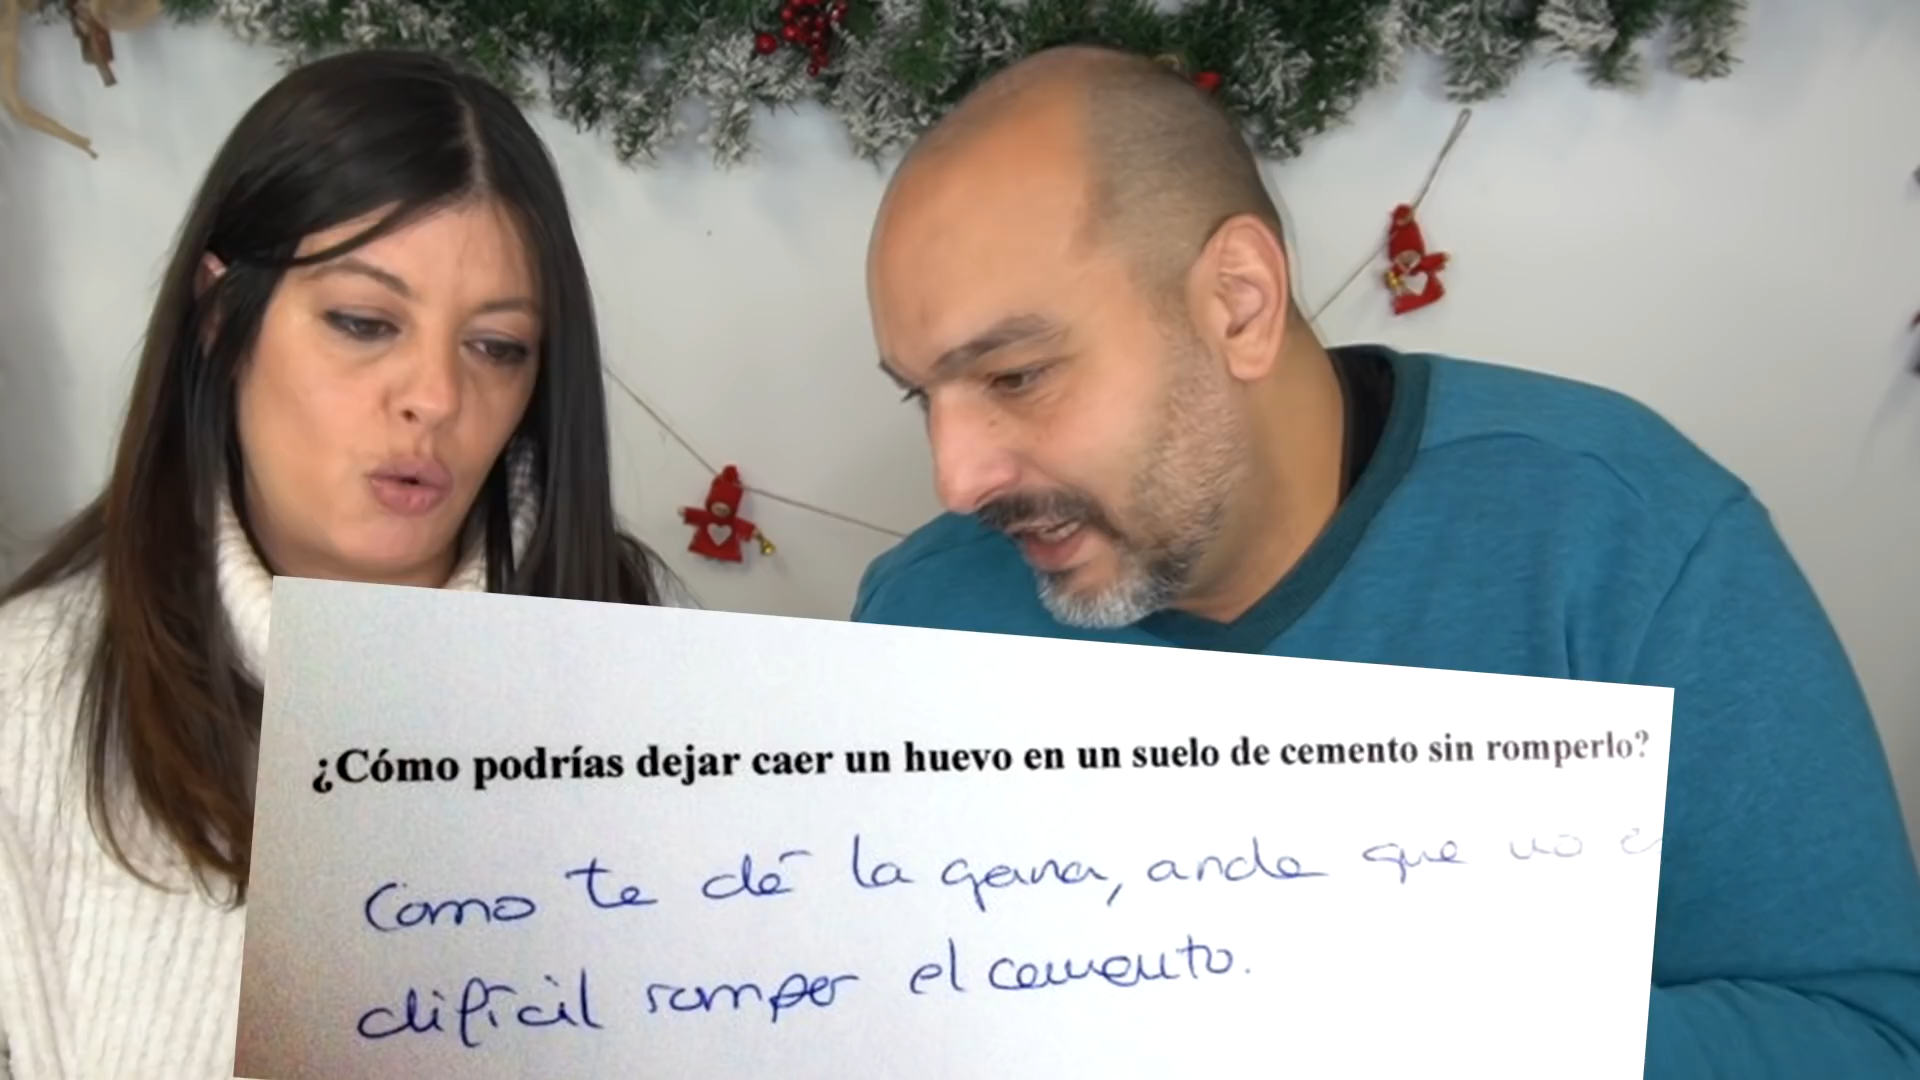 ¿Cómo podrías dejar caer un huevo en un suelo de cemento sin romperlo?
Como te dé la gana, anda que no
difícil romper el cemento.